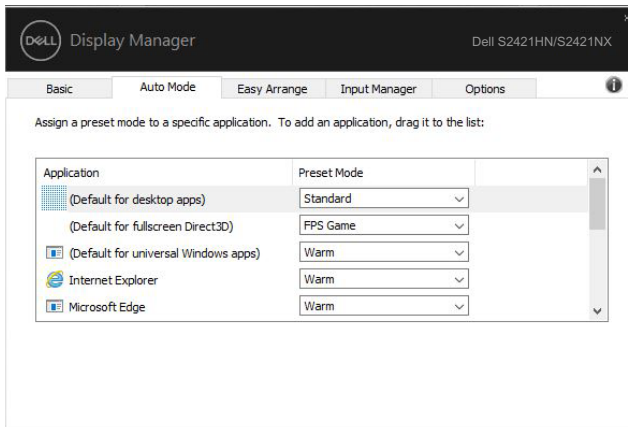 DELL Display Manager Dell S2421HN/S2421NX
Basic Auto Mode Easy Arrange Input Manager Options
Assign a preset mode to a specific application. To add an application, drag it to the list:
Application Preset Mode
(Default for desktop apps) Standard
(Default for fullscreen Direct3D) FPS Game
(Default for universal Windows apps) Warm
Internet Explorer Warm
Microsoft Edge Warm